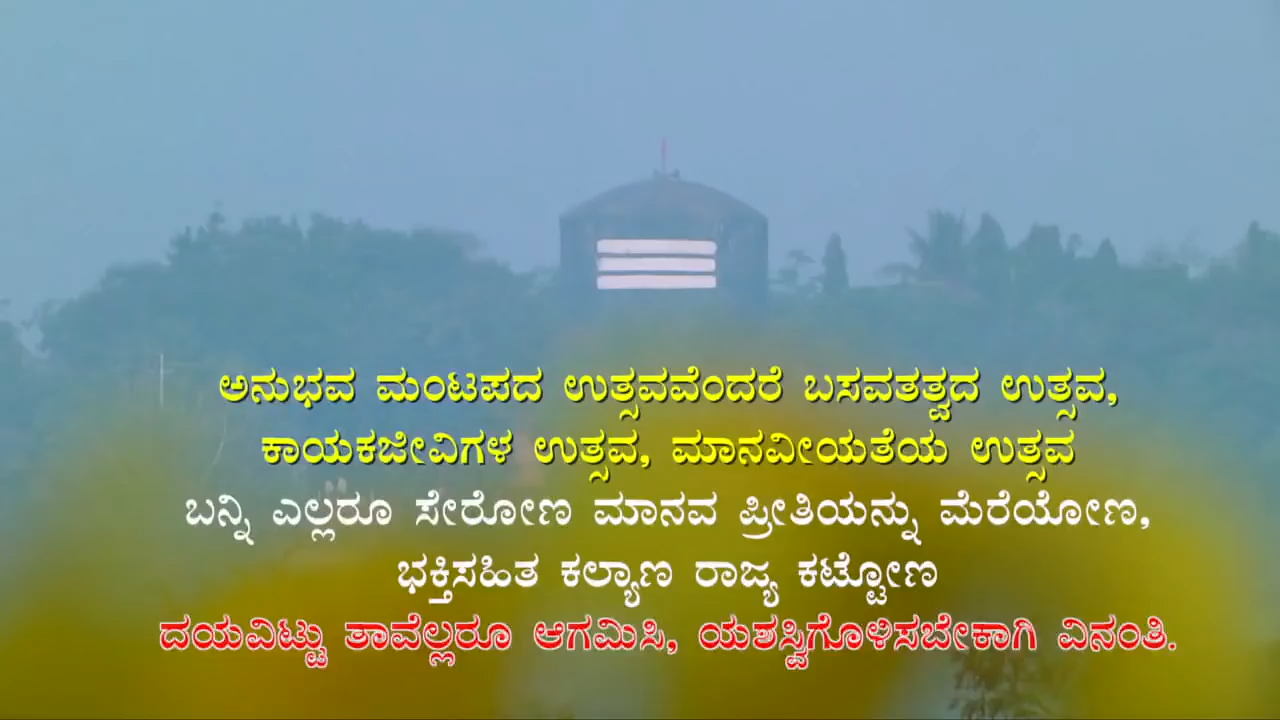 ಅನುಭವ ಮಂಟಪದ ಉತ್ಸವವೆಂದರೆ ಬಸವತತ್ವದ ಉತ್ಸವ,
ಕಾಯಕಜೀವಿಗಳ ಉತ್ಸವ, ಮಾನವೀಯತೆಯ ಉತ್ಸವ
ಬನ್ನಿ ಎಲ್ಲರೂ ಸೇರೋಣ ಮಾನವ ಪ್ರೀತಿಯನ್ನು ಮೆರೆಯೋಣ,
ಭಕ್ತಿಸಹಿತ ಕಲ್ಯಾಣ ರಾಜ್ಯ ಕಟ್ಟೋಣ
ದಯವಿಟ್ಟು ತಾವೆಲ್ಲರೂ ಆಗಮಿಸಿ, ಯಶಸ್ವಿಗೊಳಿಸಬೇಕಾಗಿ ವಿನಂತಿ.